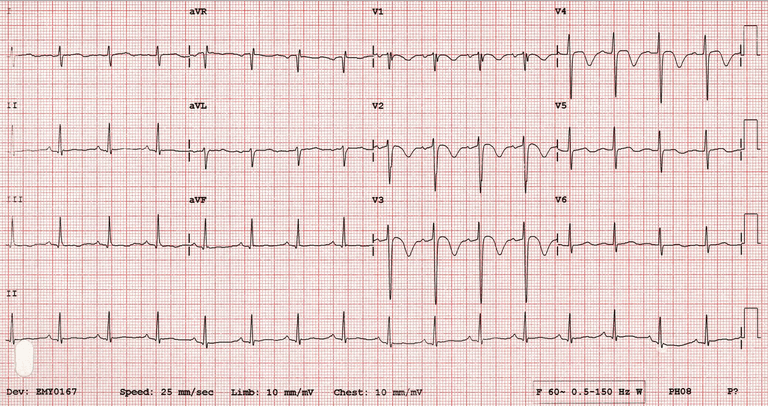 I aVR V1 V4
II aVL V2 V5
III aVF V3 V6
II
Dev: EMY0167 Speed: 25 mm/sec Limb: 10 mm/mV Chest: 10 mm/mV F 60~ 0.5-150 Hz W PH08 P?